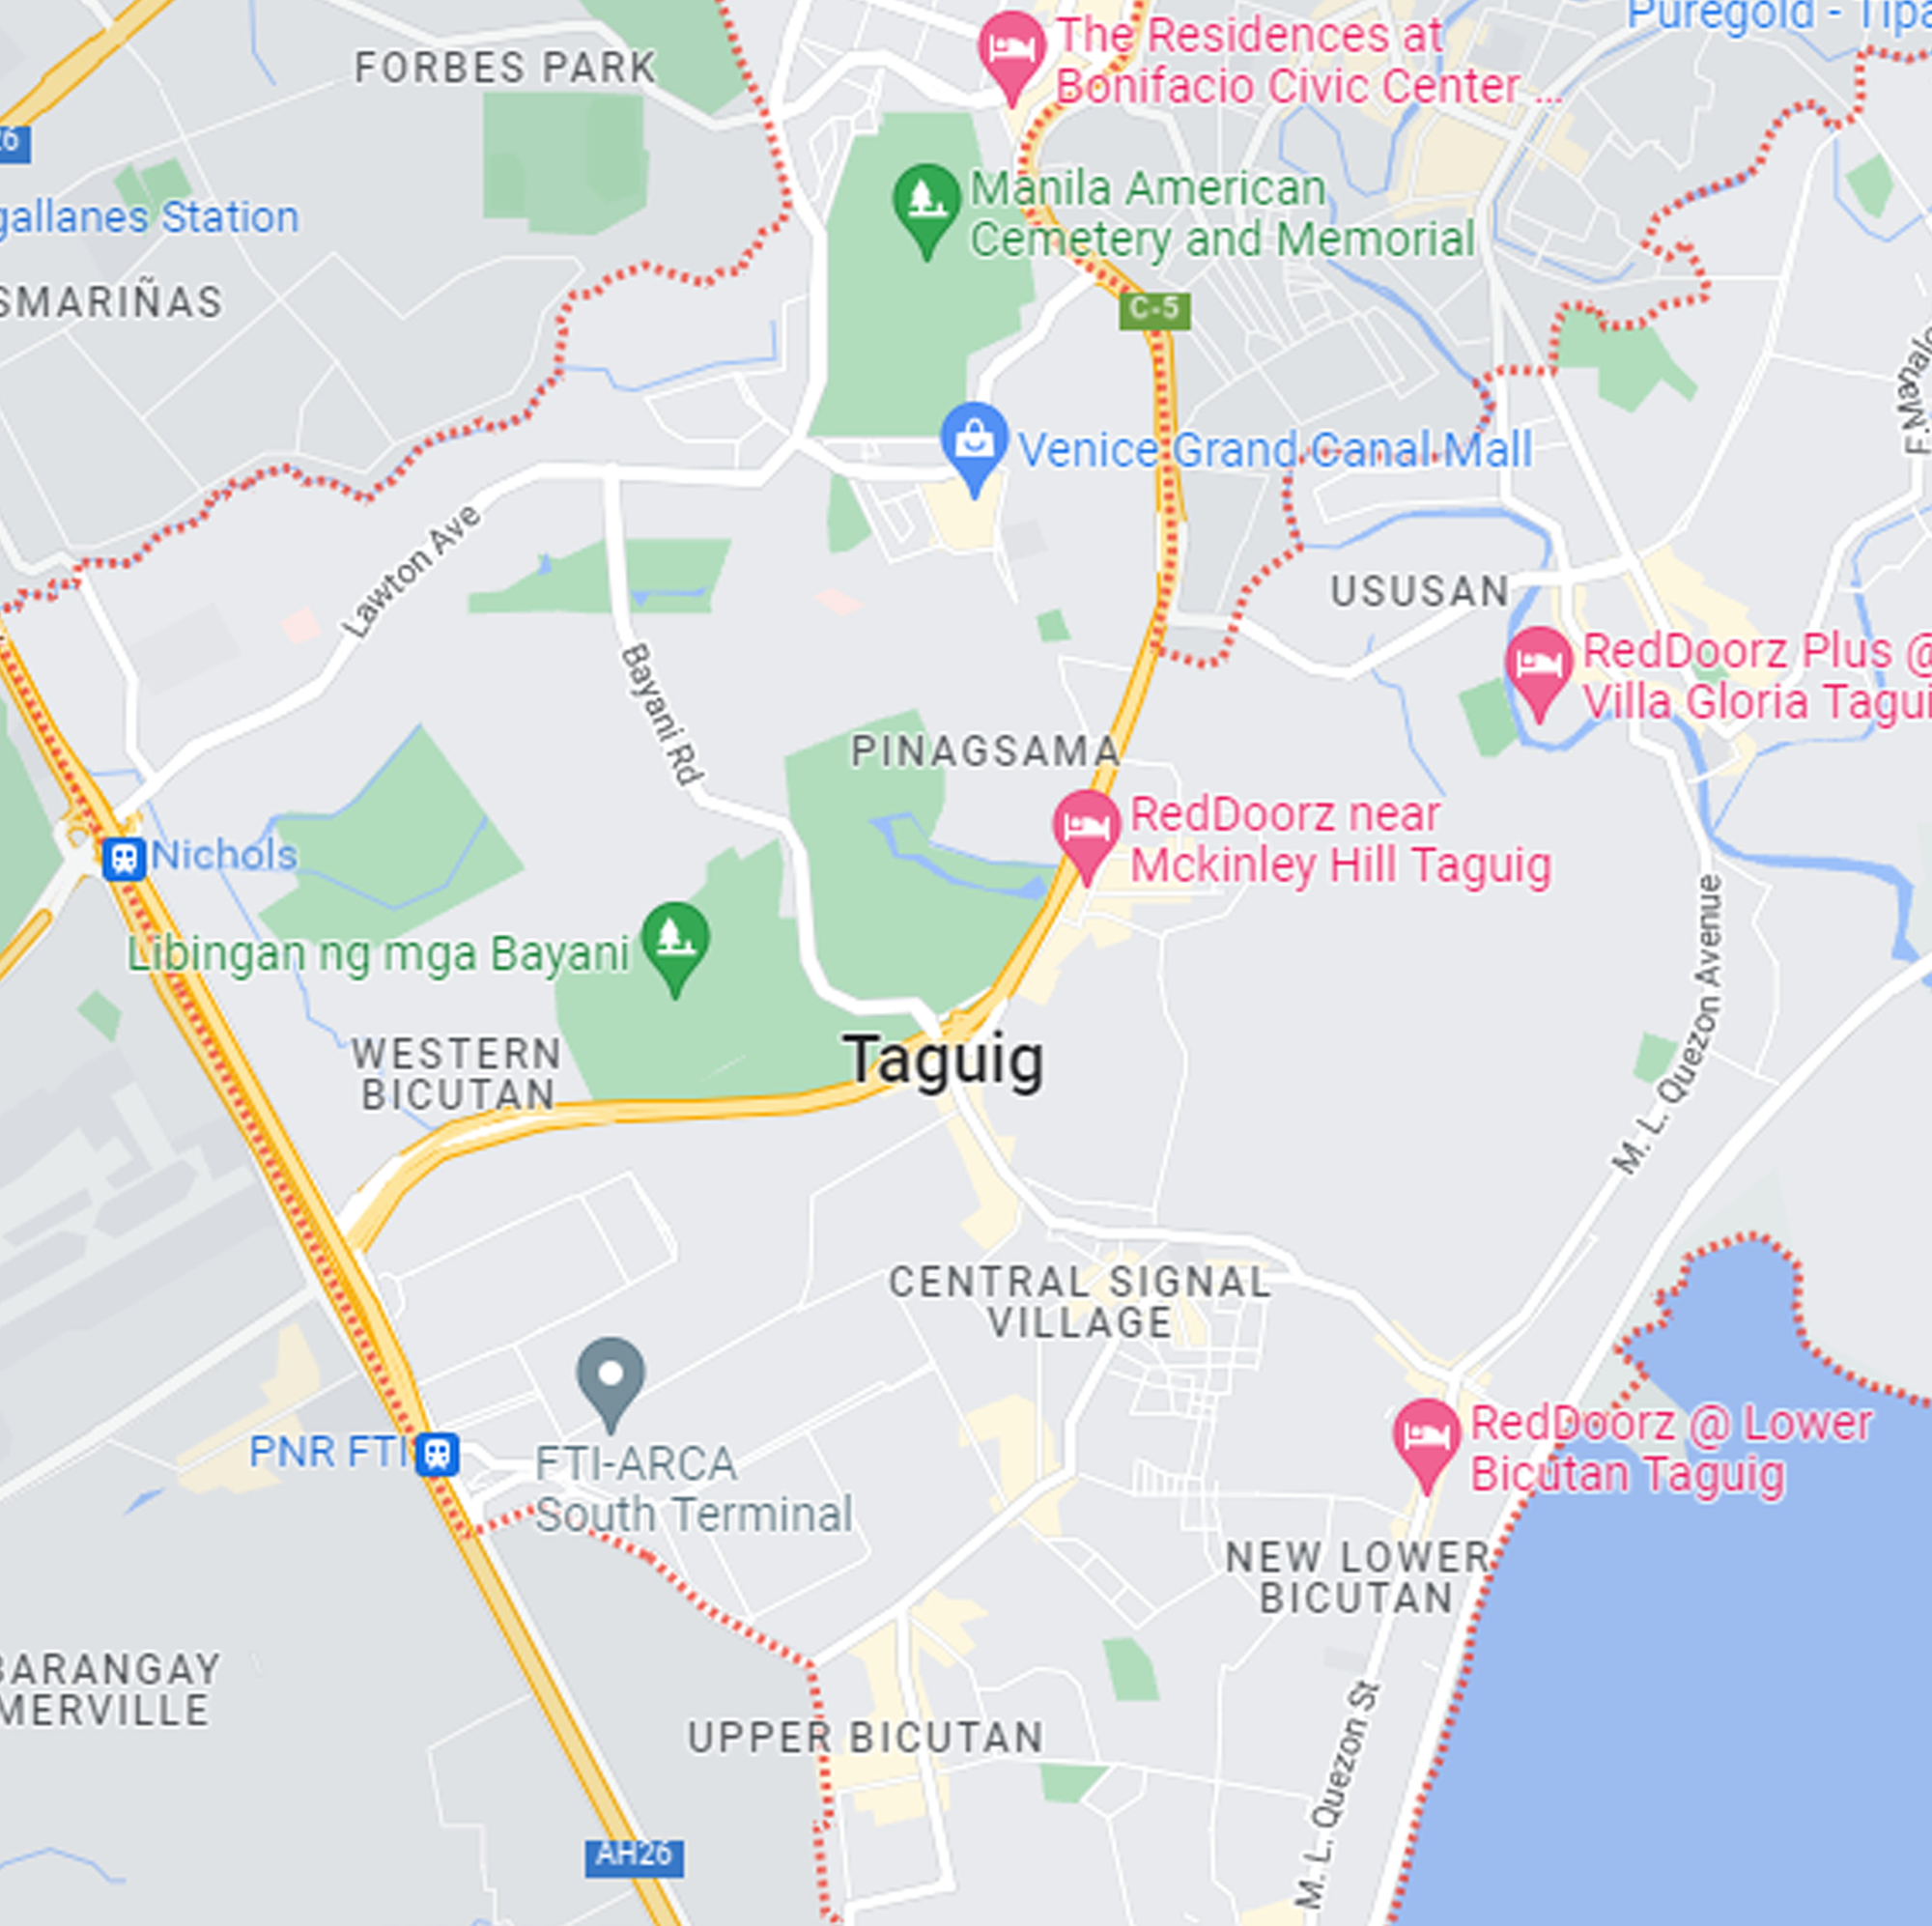 Puregold - Tipa
The Residences at
Bonifacio Civic Center ...
FORBES PARK
26
Manila American
Cemetery and Memorial
gallanes Station
SMARIÑAS
C-5
F.Manalo
Venice Grand Canal Mall
Lawton Ave
USUSAN
RedDoorz Plus @
Villa Gloria Tagui
Bayani Rd
PINAGSAMA
RedDoorz near
Mckinley Hill Taguig
Nichols
Libingan ng mga Bayani
M. L. Quezon Avenue
WESTERN
BICUTAN
Taguig
CENTRAL SIGNAL
VILLAGE
PNR FTI
FTI-ARCA
South Terminal
RedDoorz @ Lower
Bicutan Taguig
NEW LOWER
BICUTAN
BARANGAY
MERVILLE
UPPER BICUTAN
M. L. Quezon St
AH26